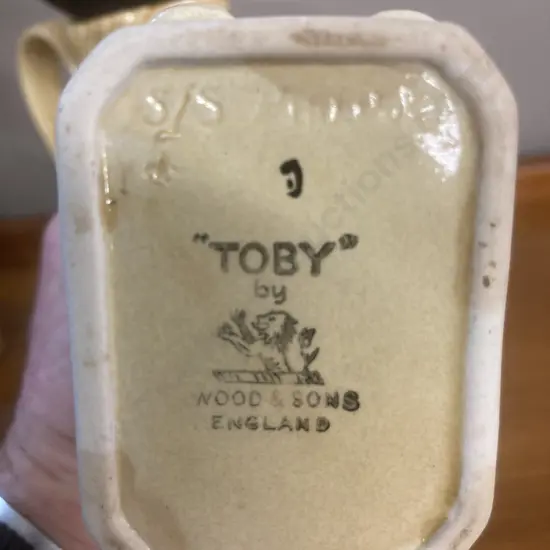 S/S
"TOBY"
by
WOOD & SONS
ENGLAND